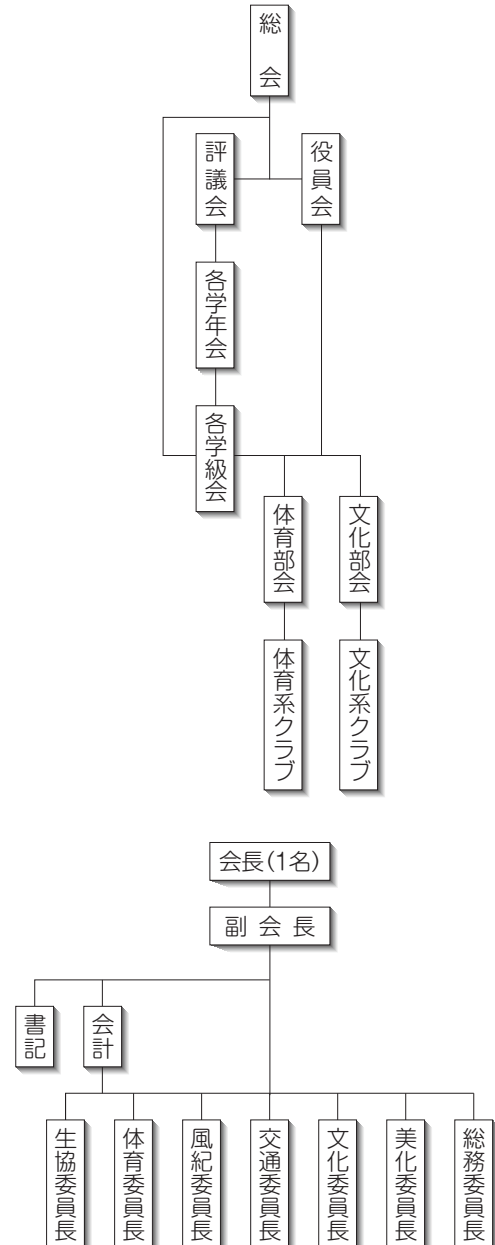 総会
評議会
役員会
各学年会
各学級会
体育部会
文化部会
体育系クラブ
文化系クラブ
会長(1名)
副会長
書記
会計
生協委員長
体育委員長
風紀委員長
交通委員長
文化委員長
美化委員長
総務委員長